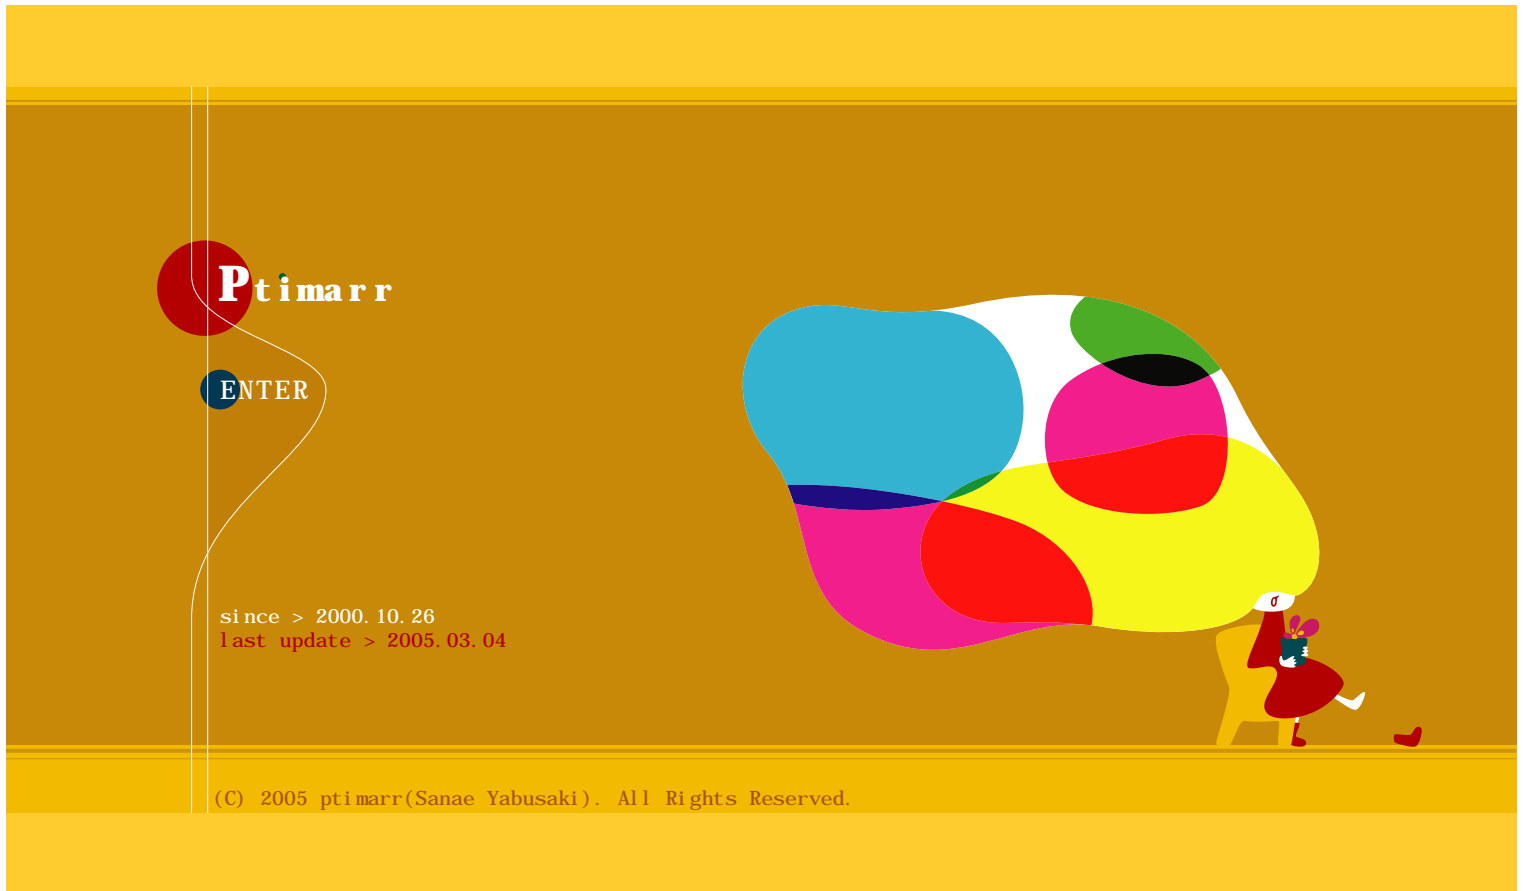 Ptimarr
ENTER
since > 2000.10.26
last update > 2005.03.04
(C) 2005 ptimarr(Sanae Yabusaki). All Rights Reserved.